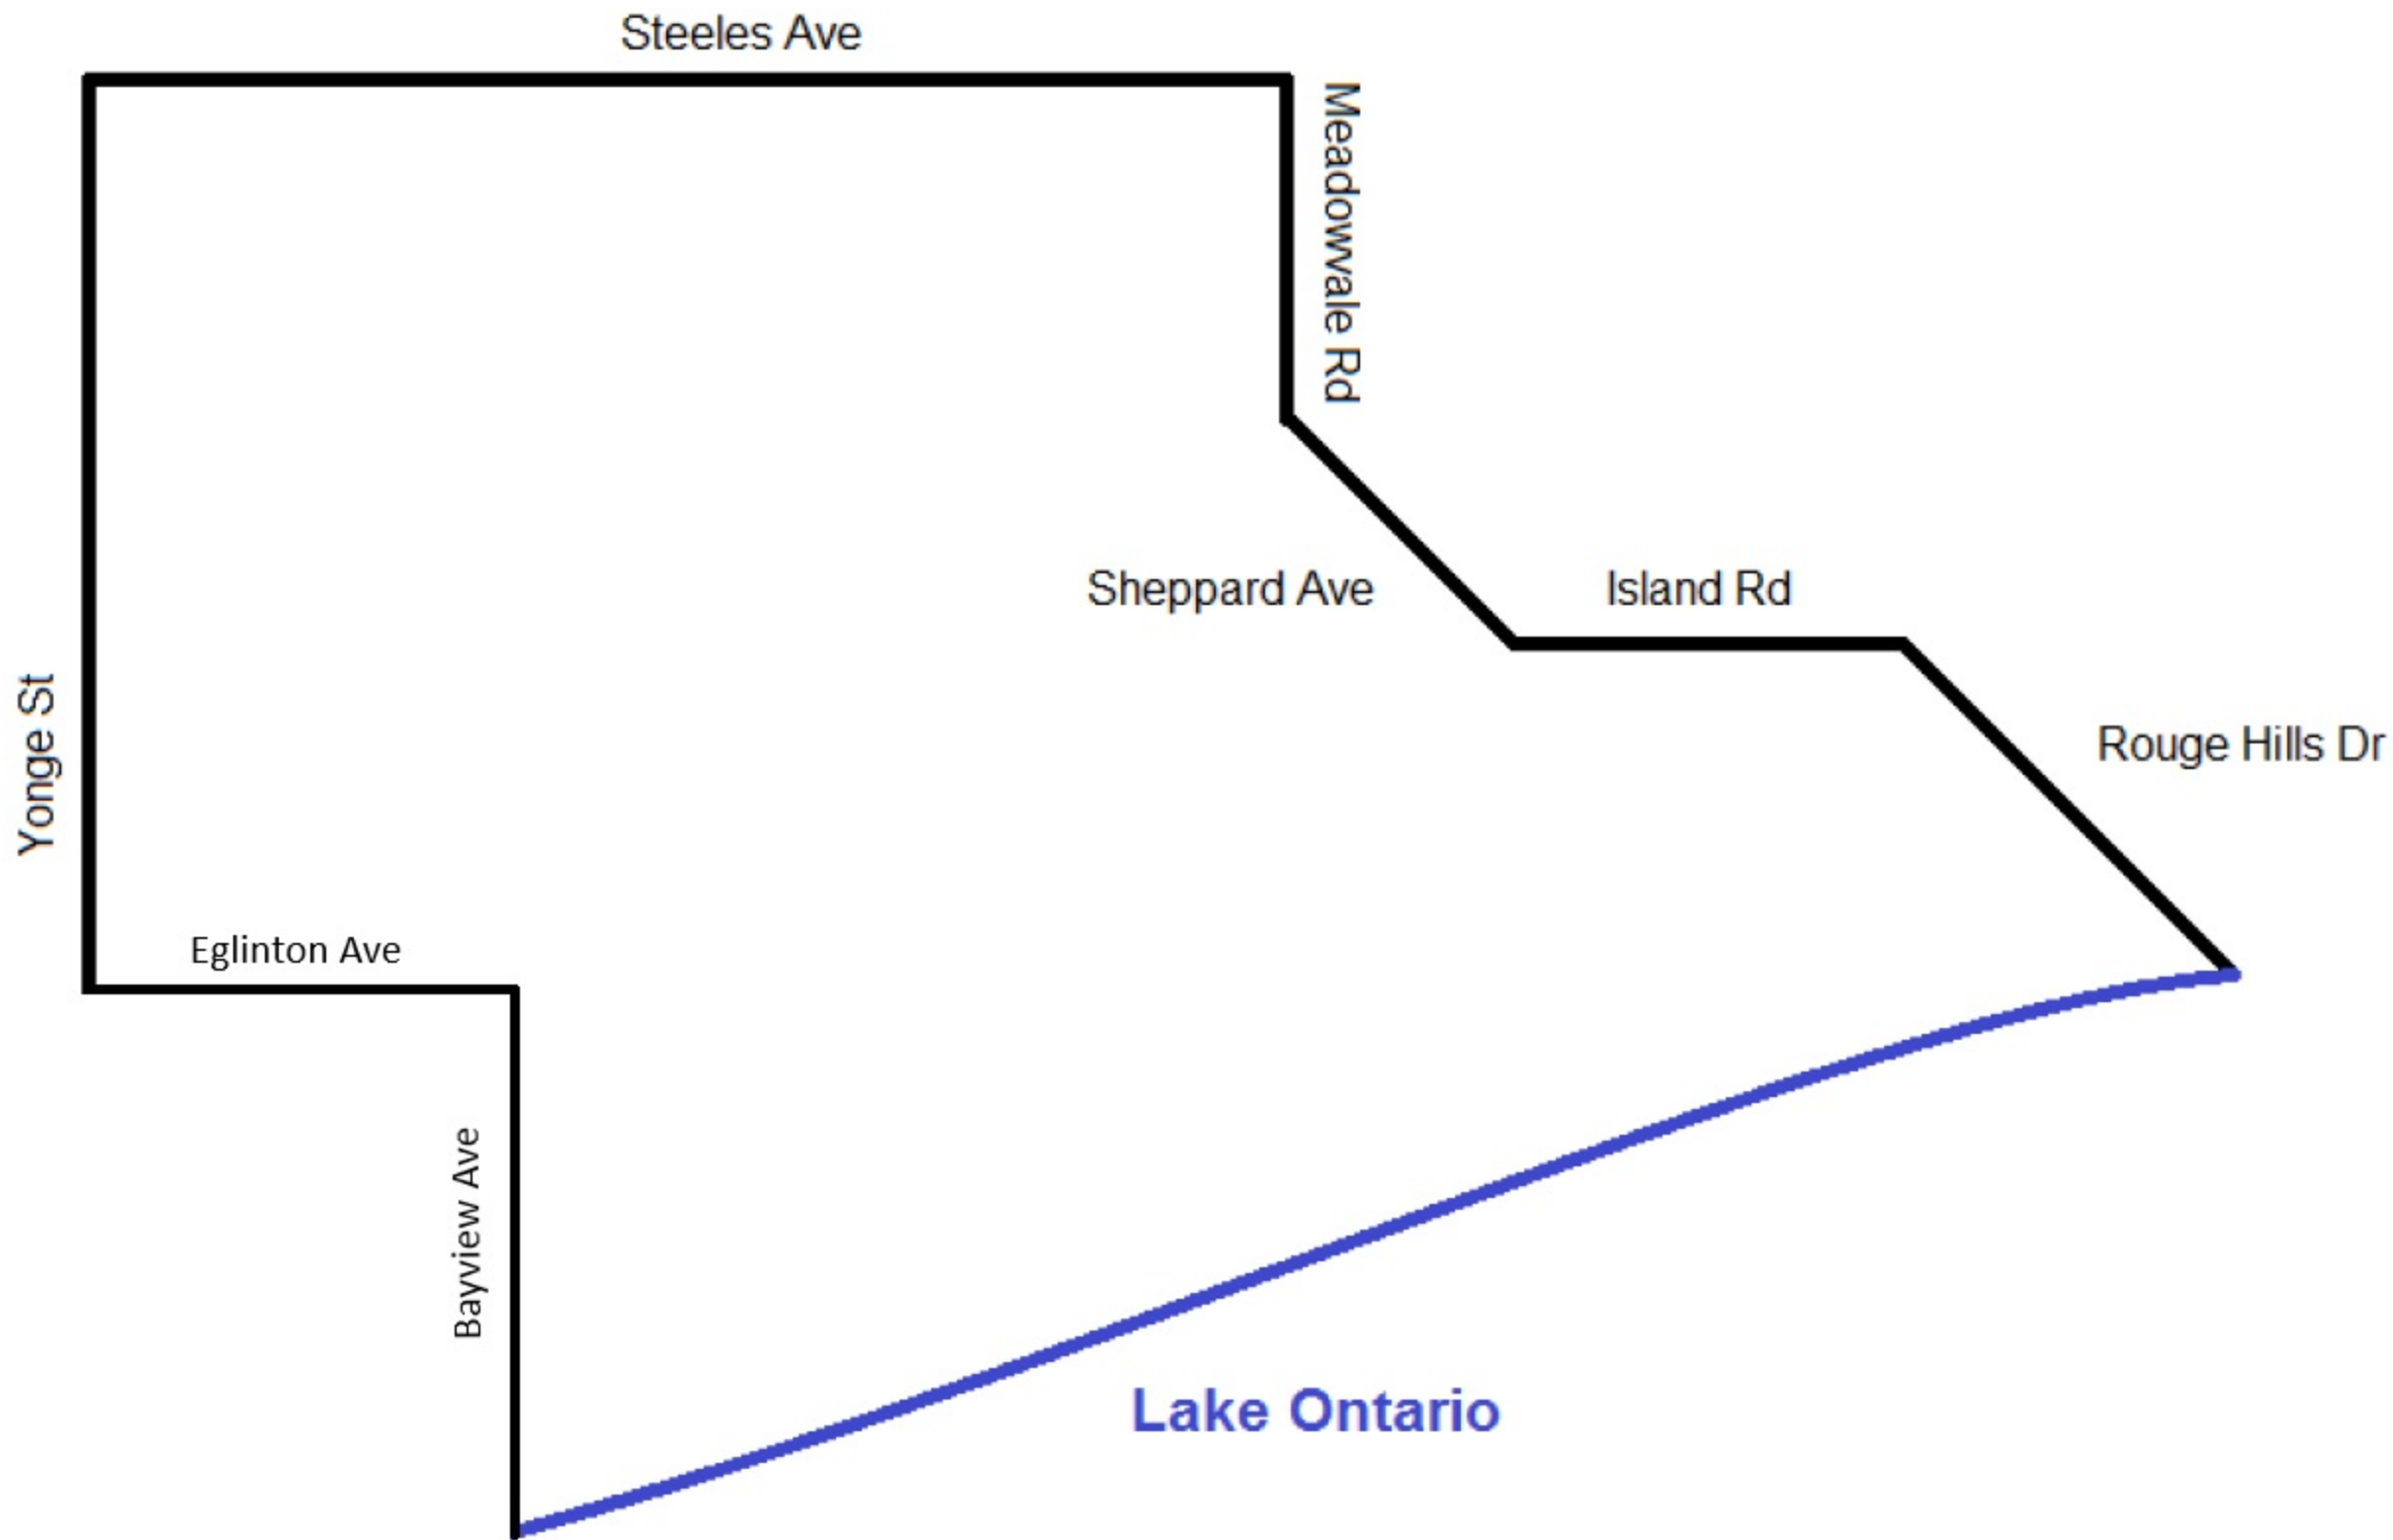 Steeles Ave
Meadowvale Rd
Sheppard Ave
Island Rd
Yonge St
Rouge Hills Dr
Eglinton Ave
Bayview Ave
Lake Ontario